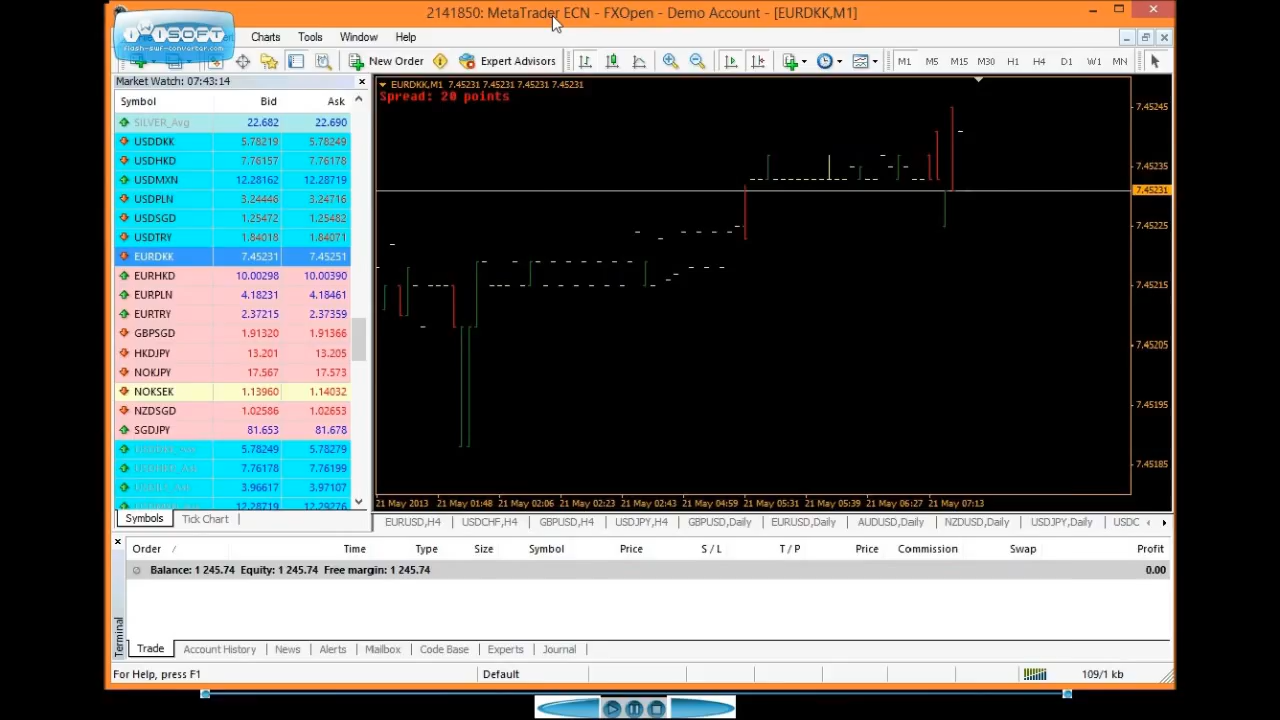 2141850: MetaTrader ECN - FXOpen - Demo Account - [EURDKK,M1]
iSOFT
flash-swf-converter.com
Charts Tools Window Help
New Order Expert Advisors M1 M5 M15 M30 H1 H4 D1 W1 MN
Market Watch: 07:43:14
Symbol Bid Ask
SILVER_Avg 22.682 22.690
USDDKK 5.78219 5.78249
USDHKD 7.76157 7.76178
USDMXN 12.28162 12.28719
USDPLN 3.24446 3.24716
USDSGD 1.25472 1.25482
USDTRY 1.84018 1.84071
EURDKK 7.45231 7.45251
EURHKD 10.00298 10.00390
EURPLN 4.18231 4.18461
EURTRY 2.37215 2.37359
GBPSGD 1.91320 1.91366
HKDJPY 13.201 13.205
NOKJPY 17.567 17.573
NOKSEK 1.13960 1.14032
NZDSGD 1.02586 1.02653
SGDJPY 81.653 81.678
5.78249 5.78279
7.76178 7.76199
3.96617 3.97107
12.28719 12.29276
Symbols Tick Chart
EURDKK,M1 7.45231 7.45231 7.45231 7.45231
Spread: 20 points
7.45245
7.45235
7.45231
7.45225
7.45215
7.45205
7.45195
7.45185
21 May 2013 21 May 01:48 21 May 02:06 21 May 02:23 21 May 02:43 21 May 04:59 21 May 05:31 21 May 05:39 21 May 06:27 21 May 07:13
EURUSD,H4 USDCHF,H4 GBPUSD,H4 USDJPY,H4 GBPUSD,Daily EURUSD,Daily AUDUSD,Daily NZDUSD,Daily USDJPY,Daily USDC
Order / Time Type Size Symbol Price S / L T / P Price Commission Swap Profit
Balance: 1 245.74 Equity: 1 245.74 Free margin: 1 245.74 0.00
Terminal
Trade Account History News Alerts Mailbox Code Base Experts Journal
For Help, press F1 Default 109/1 kb